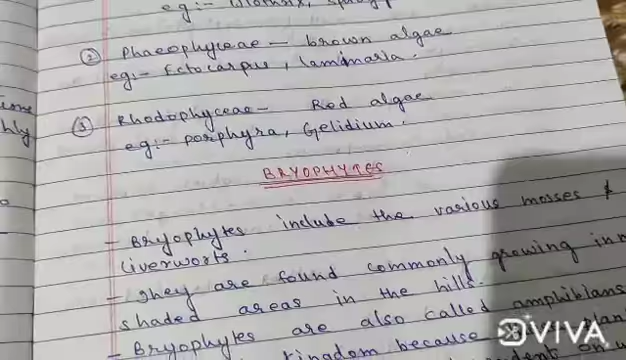 eg:- Ulothrix,
② Phaeophyceae - brown algae
eg:- Ectocarpus, laminaria.
③ Rhodophyceae - Red algae
eg:- porphyra, Gelidium.
BRYOPHYTES
- Bryophytes include the various mosses &
Liverworts.
- They are found commonly growing in
shaded areas in the hills.
- Bryophytes are also called amphibians
kingdom because
VIVA